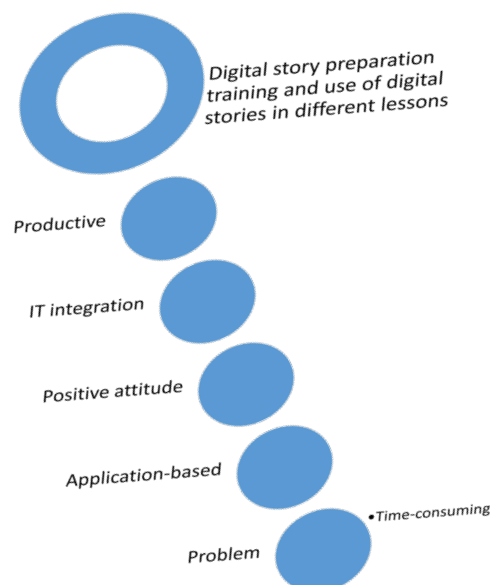 Digital story preparation
training and use of digital
stories in different lessons
Productive
IT integration
Positive attitude
Application-based
•Time-consuming
Problem